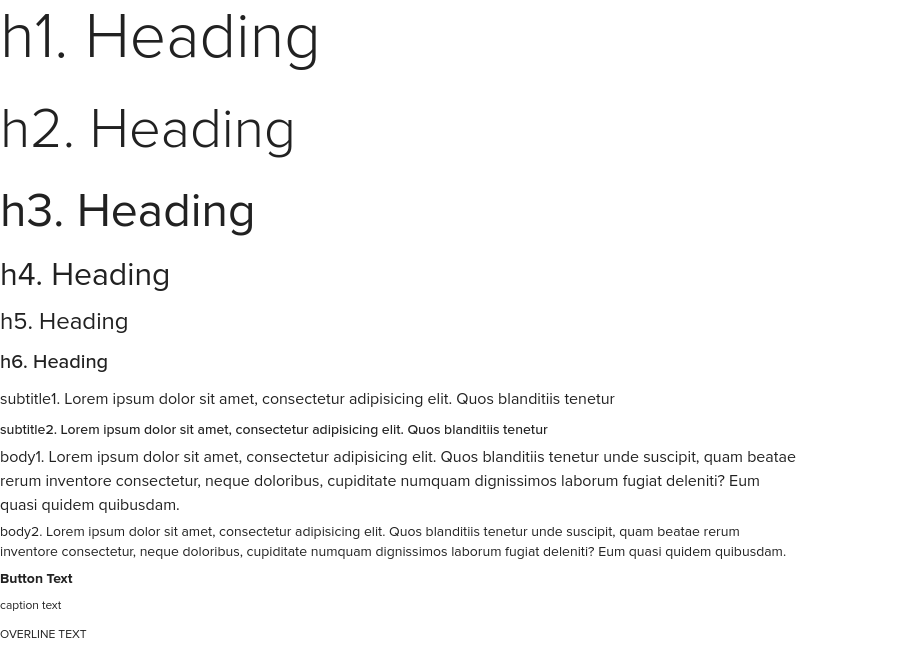 h1. Heading
h2. Heading
h3. Heading
h4. Heading
h5. Heading
h6. Heading
subtitle1. Lorem ipsum dolor sit amet, consectetur adipisicing elit. Quos blanditiis tenetur
subtitle2. Lorem ipsum dolor sit amet, consectetur adipisicing elit. Quos blanditiis tenetur
body1. Lorem ipsum dolor sit amet, consectetur adipisicing elit. Quos blanditiis tenetur unde suscipit, quam beatae
rerum inventore consectetur, neque doloribus, cupiditate numquam dignissimos laborum fugiat deleniti? Eum
quasi quidem quibusdam.
body2. Lorem ipsum dolor sit amet, consectetur adipisicing elit. Quos blanditiis tenetur unde suscipit, quam beatae rerum
inventore consectetur, neque doloribus, cupiditate numquam dignissimos laborum fugiat deleniti? Eum quasi quidem quibusdam.
Button Text
caption text
OVERLINE TEXT